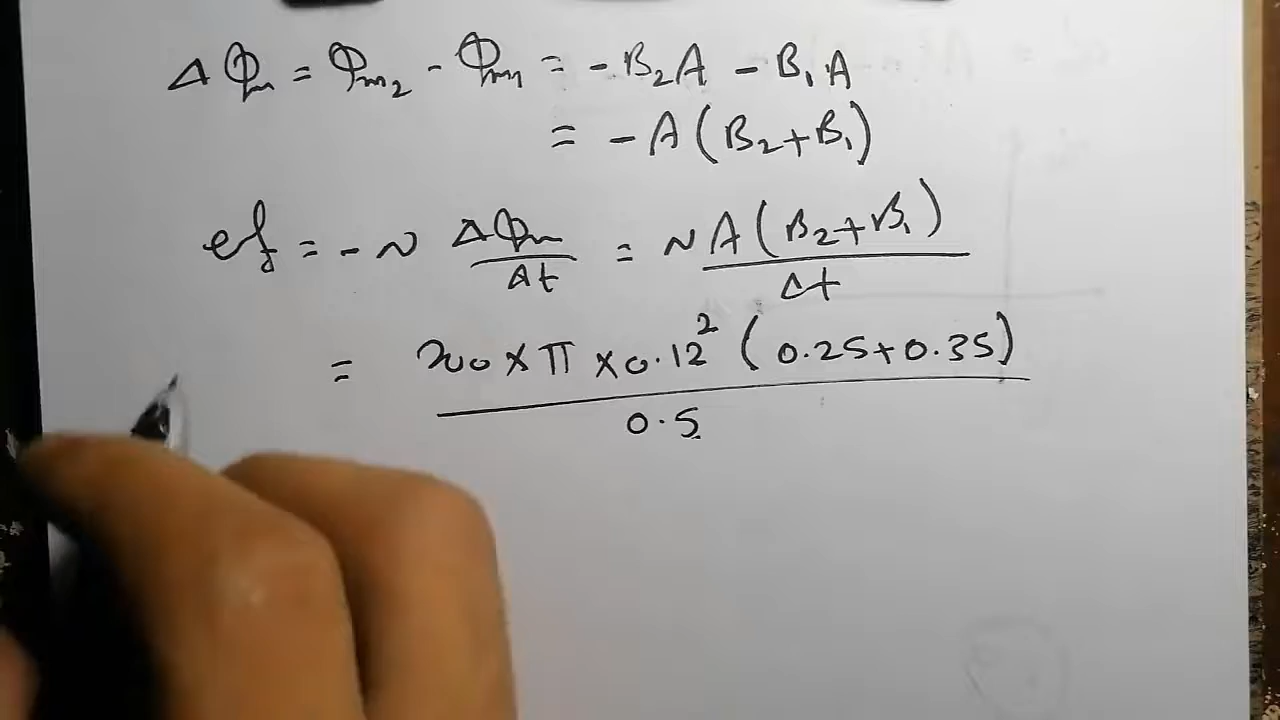 ΔΦm = Φm2 - Φm1 = -B2A - B1A
= -A(B2+B1)
ef = -N ΔΦm/Δt = NA(B2+B1)/Δt
= 200 × π × 0.12² (0.25+0.35)/0.5